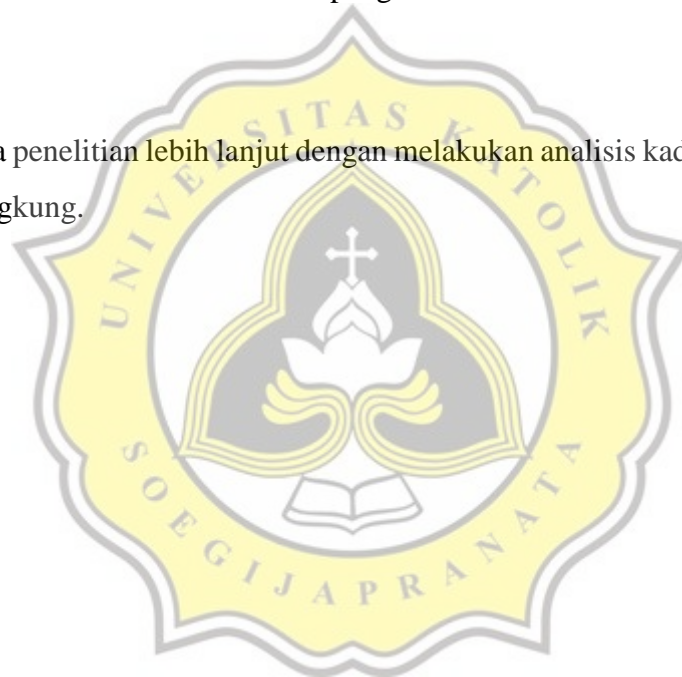 a penelitian lebih lanjut dengan melakukan analisis kad
gkung.
UNIVERSITAS KATOLIK
SOEGIJAPRANATA